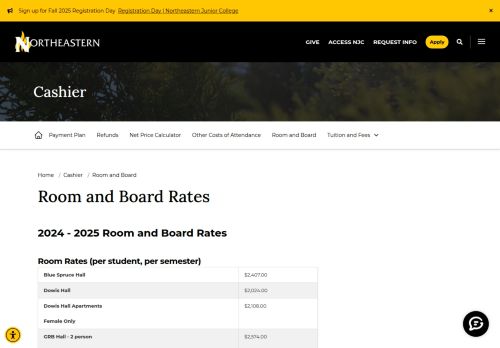 Sign up for Fall 2025 Registration Day Registration Day | Northeastern Junior College ×
NORTHEASTERN GIVE ACCESS NJC REQUEST INFO Apply
Cashier
Payment Plan Refunds Net Price Calculator Other Costs of Attendance Room and Board Tuition and Fees
Home / Cashier / Room and Board
Room and Board Rates
2024 - 2025 Room and Board Rates
Room Rates (per student, per semester)
Blue Spruce Hall $2,407.00
Dowis Hall $2,024.00
Dowis Hall Apartments $2,108.00
Female Only
GRB Hall - 2 person $2,574.00